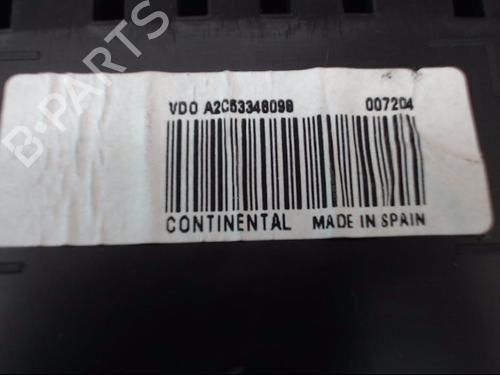 VDO A2C53348098 007204
CONTINENTAL MADE IN SPAIN
B-PARTS